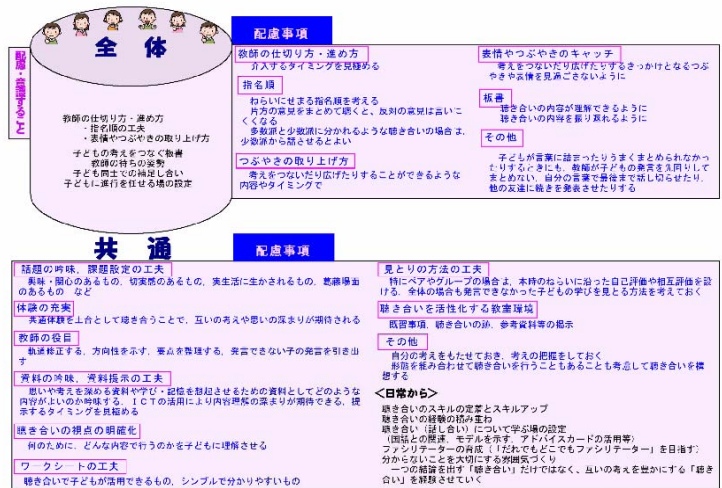 配慮・意識すること
全体
教師の仕切り方・進め方
・指名順の工夫
・表情やつぶやきの取り上げ方
子どもの考えをつなぐ板書
教師の待ちの姿勢
子ども同士での補足し合い
子どもに進行を任せる場の設定
配慮事項
教師の仕切り方・進め方
介入するタイミングを見極める
指名順
ねらいにせまる指名順を考える
片方の意見をまとめて聴くと、反対の意見は言いに
くくなる
多数派と少数派に分かれるような聴き合いの場合は、
少数派から話させるとよい
つぶやきの取り上げ方
考えをつないだり広げたりすることができるような
内容やタイミングで
表情やつぶやきのキャッチ
考えをつないだり広げたりするきっかけとなるつぶ
やきや表情を見過ごさないように
板書
聴き合いの内容が理解できるように
聴き合いの内容を振り返れるように
その他
子どもが言葉に詰まったりうまくまとめられなかっ
たりするときにも、教師が子どもの発言を先回りして
まとめない、自分の言葉で最後まで話し切らせたり、
他の友達に続きを発表させたりする
共通
配慮事項
話題の吟味、課題設定の工夫
興味・関心のあるもの、切実感のあるもの、実生活に生かされるもの、葛藤場面
のあるもの など
体験の充実
共通体験を土台として聴き合うことで、互いの考えや思いの深まりが期待される
教師の役目
軌道修正する、方向性を示す、要点を整理する、発言できない子の発言を引き出
す
資料の吟味、資料提示の工夫
思いや考えを深める資料や学び・記憶を想起させるための資料としてどのような
内容がよいのか吟味する、ＩＣＴの活用により内容理解の深まりが期待できる、提
示するタイミングを見極める
聴き合いの視点の明確化
何のために、どんな内容で行うのかを子どもに理解させる
ワークシートの工夫
聴き合いで子どもが活用できるもの、シンプルで分かりやすいもの
見とりの方法の工夫
特にペアやグループの場合は、本時のねらいに沿った自己評価や相互評価を設
ける、全体の場合も発言できなかった子どもの学びを見とる方法を考えておく
聴き合いを活性化する教室環境
既習事項、聴き合いの跡、参考資料等の掲示
その他
自分の考えをもたせておき、考えの把握をしておく
形態を組み合わせて聴き合いを行うこともあることも考慮して聴き合いを構
想する
＜日常から＞
聴き合いのスキルの定着とスキルアップ
聴き合いの経験の積み重ね
聴き合い（話し合い）について学ぶ場の設定
（国語との関連、モデルを示す、アドバイスカードの活用等）
ファシリテーターの育成（「だれでもどこでもファシリテーター」を目指す）
分からないことを大切にする雰囲気づくり
一つの結論を出す「聴き合い」だけではなく、互いの考えを豊かにする「聴き
合い」を経験させていく